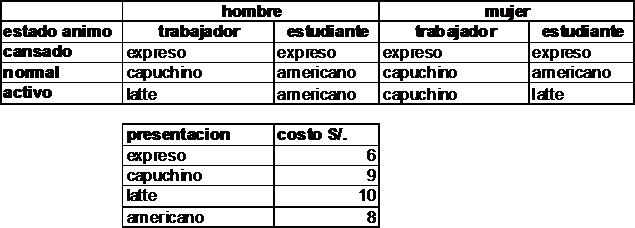 hombre mujer
estado animo trabajador estudiante trabajador estudiante
cansado expreso expreso expreso expreso
normal capuchino americano capuchino americano
activo latte americano capuchino latte
presentacion costo S/.
expreso 6
capuchino 9
latte 10
americano 8